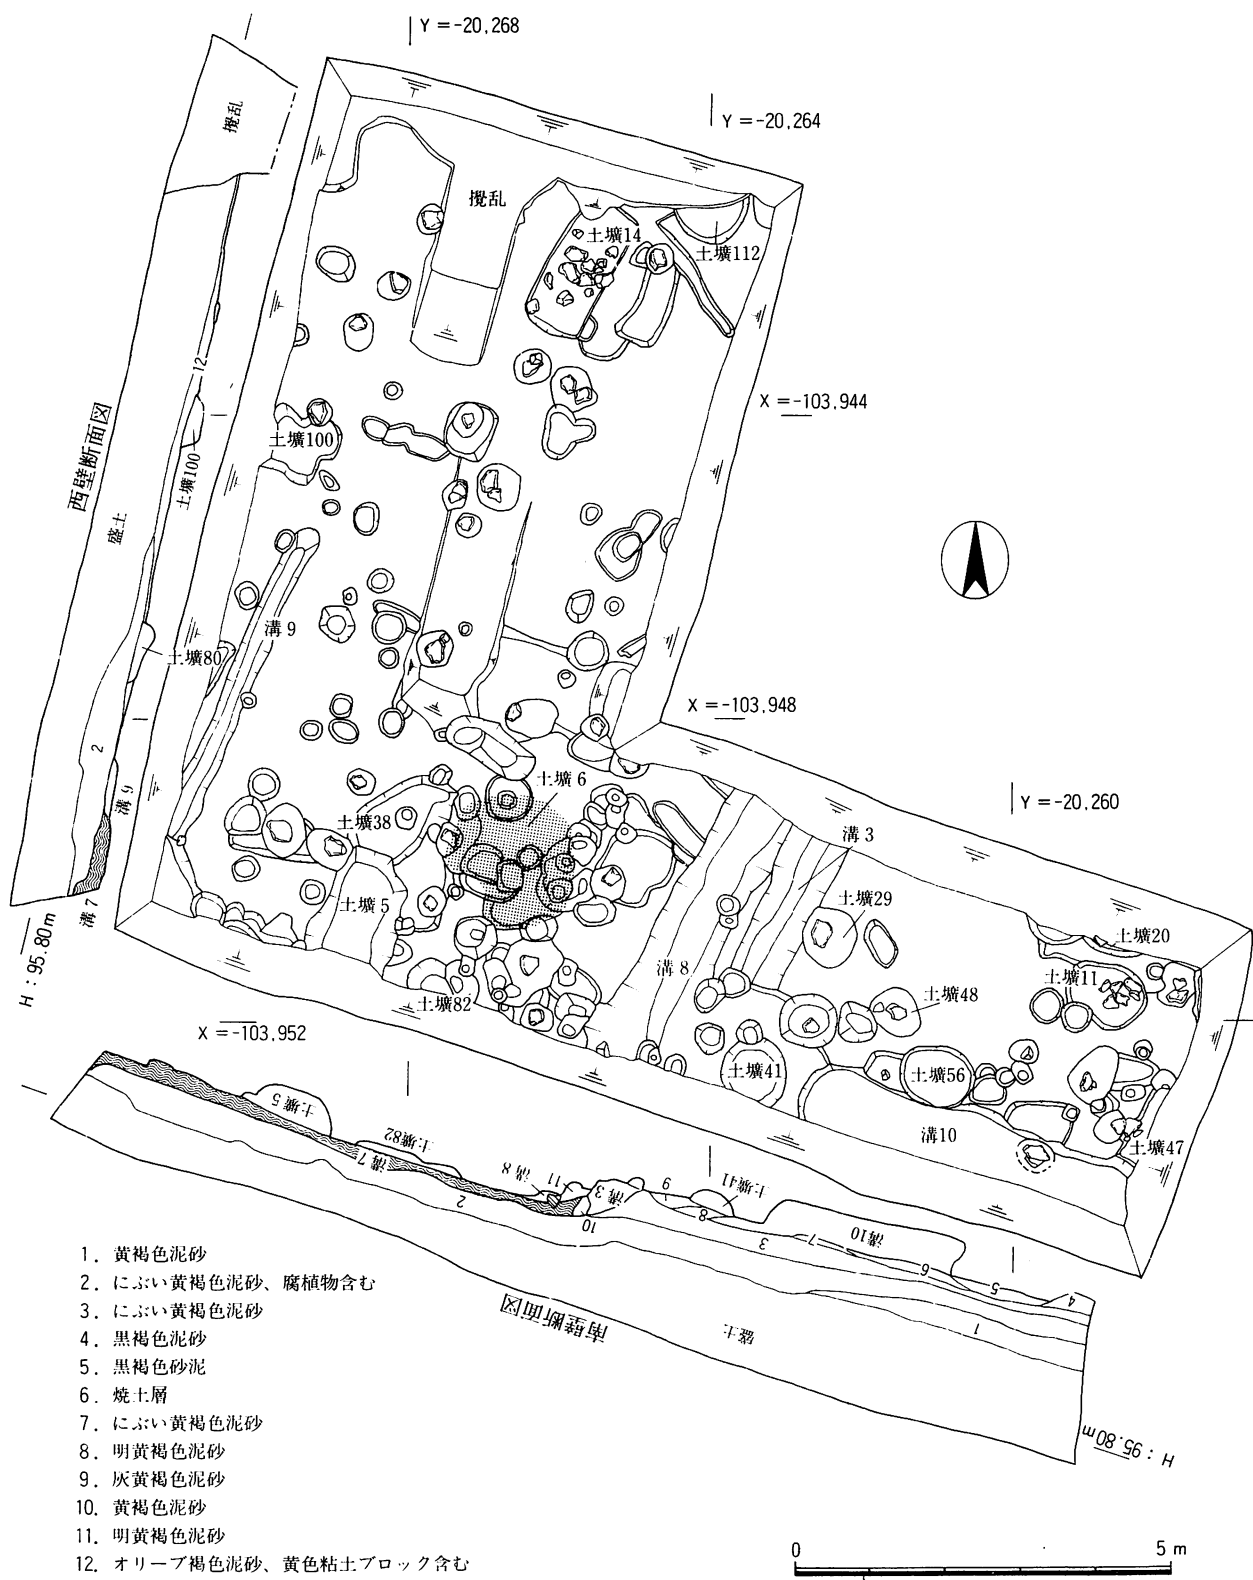 Y = -20,268
Y = -20,264
攪乱
攪乱
土壙14
土壙112
12
X = -103,944
土壙100
土壙100
西壁断面図
盛土
溝9
土壙80
X = -103,948
1
2
溝9
土壙6
Y = -20,260
土壙38
溝3
土壙29
土壙5
溝7
H : 95.80m
土壙20
溝8
土壙11
土壙48
土壙82
X = -103,952
土壙41
土壙56
溝10
土壙47
土壙5
土壙82
溝7
2
溝8
11
溝3
10
9
8
土壙41
3
7
溝10
6
5
4
1
南壁断面図
盛土
H : 95.80m
1. 黄褐色泥砂
2. にぶい黄褐色泥砂、腐植物含む
3. にぶい黄褐色泥砂
4. 黒褐色泥砂
5. 黒褐色砂泥
6. 焼土層
7. にぶい黄褐色泥砂
8. 明黄褐色泥砂
9. 灰黄褐色泥砂
10. 黄褐色泥砂
11. 明黄褐色泥砂
12. オリーブ褐色泥砂、黄色粘土ブロック含む
0 5 m